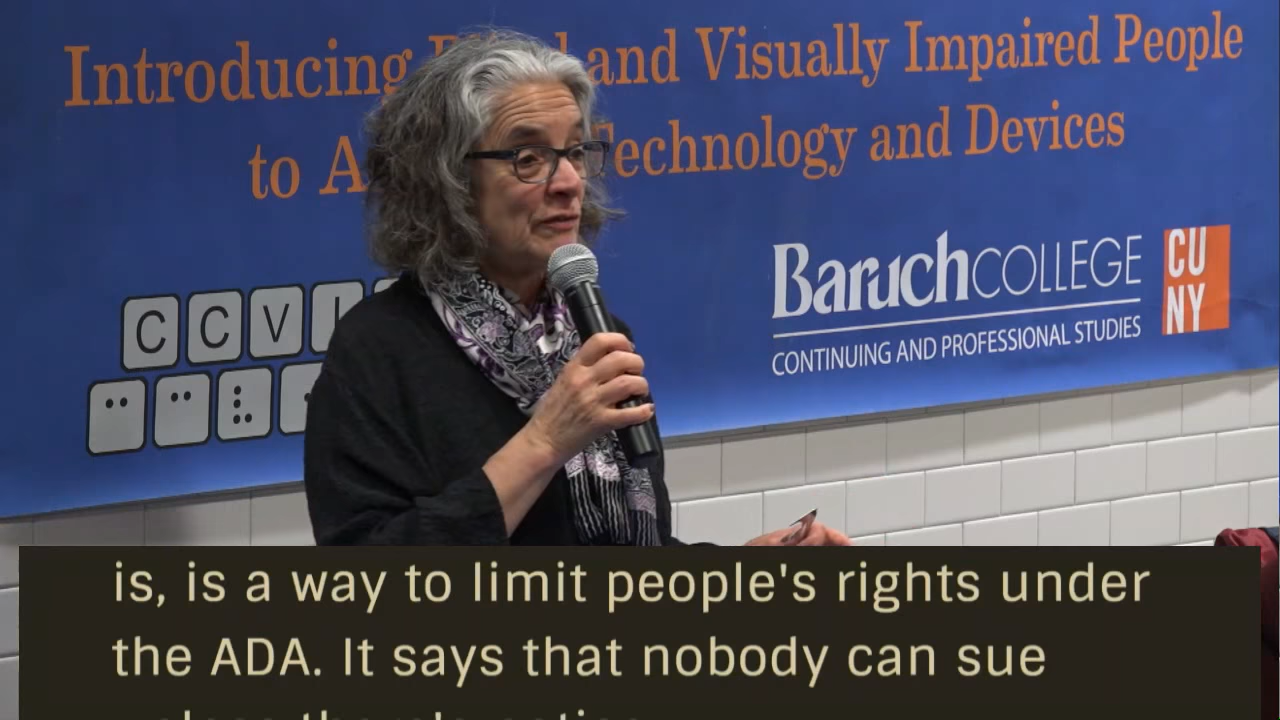 Introducing and Visually Impaired People
to Technology and Devices
CCVI
Baruch COLLEGE
CU
NY
CONTINUING AND PROFESSIONAL STUDIES
is, is a way to limit people's rights under
the ADA. It says that nobody can sue